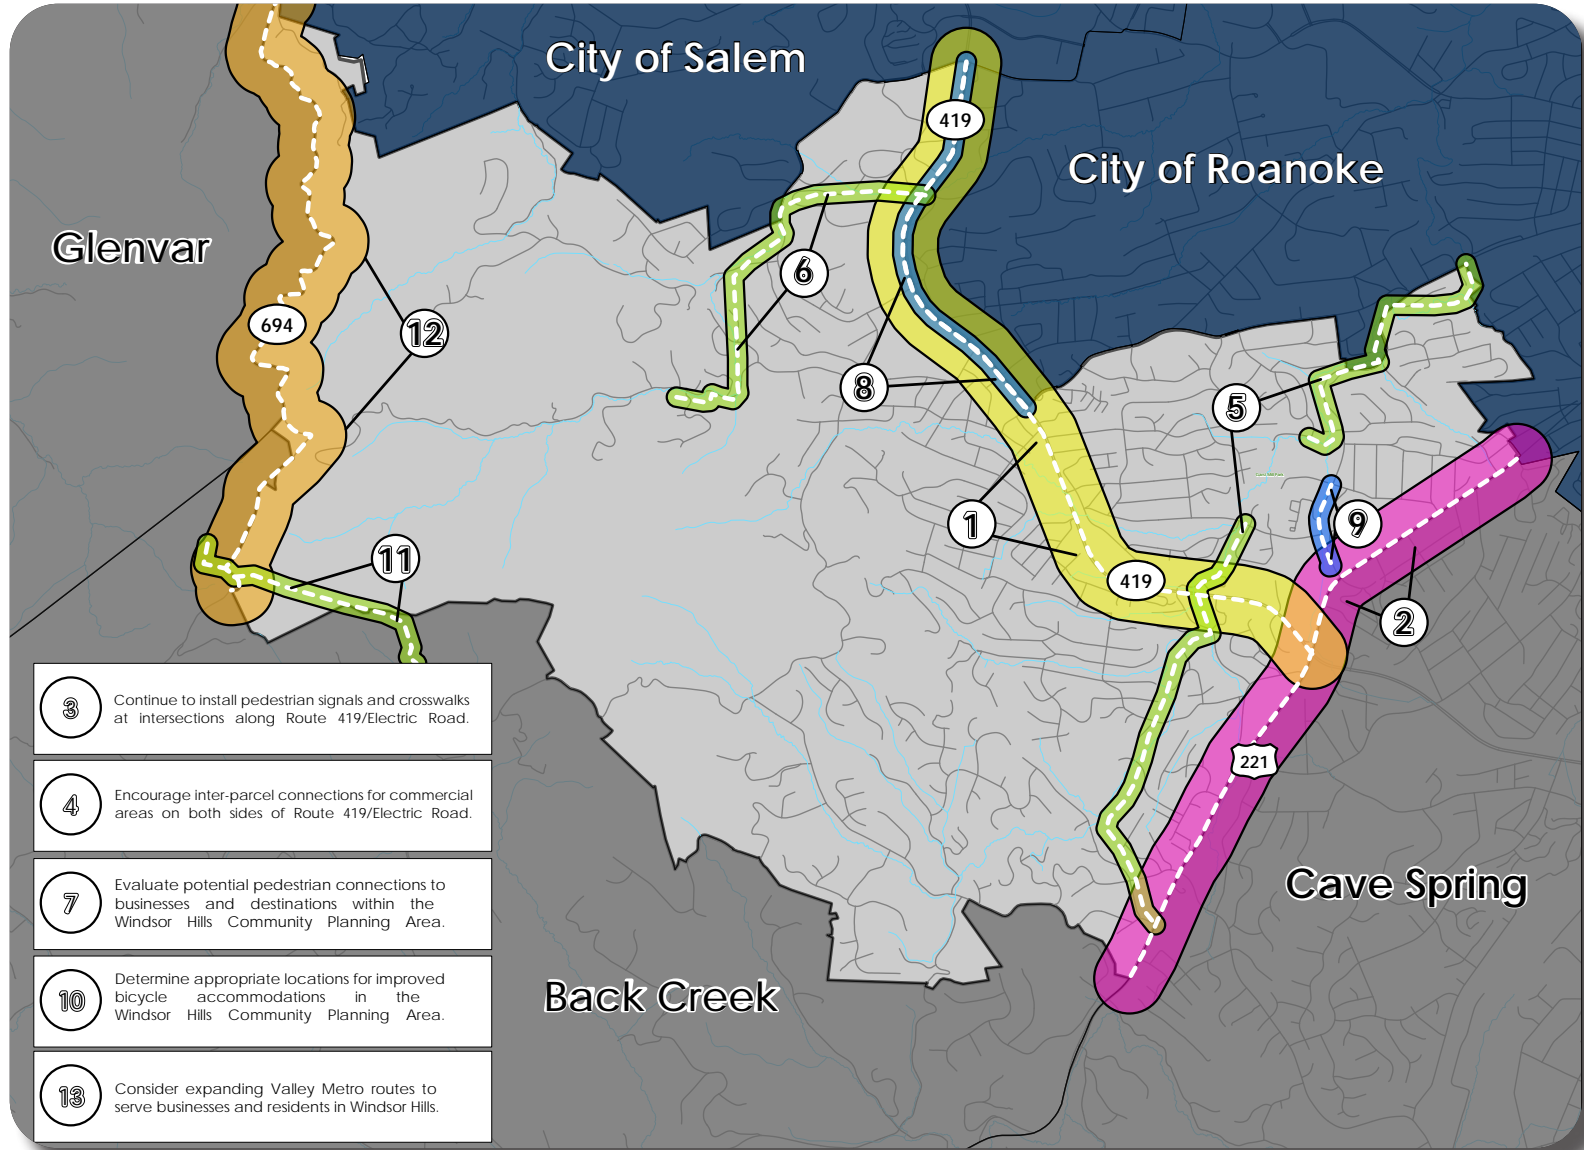 City of Salem
419
City of Roanoke
Glenvar
6
694
12
8
5
1
9
11
419
2
221
Cave Spring
Back Creek
3
Continue to install pedestrian signals and crosswalks
at intersections along Route 419/Electric Road.
4
Encourage inter-parcel connections for commercial
areas on both sides of Route 419/Electric Road.
7
Evaluate potential pedestrian connections to
businesses and destinations within the
Windsor Hills Community Planning Area.
10
Determine appropriate locations for improved
bicycle accommodations in the
Windsor Hills Community Planning Area.
13
Consider expanding Valley Metro routes to
serve businesses and residents in Windsor Hills.